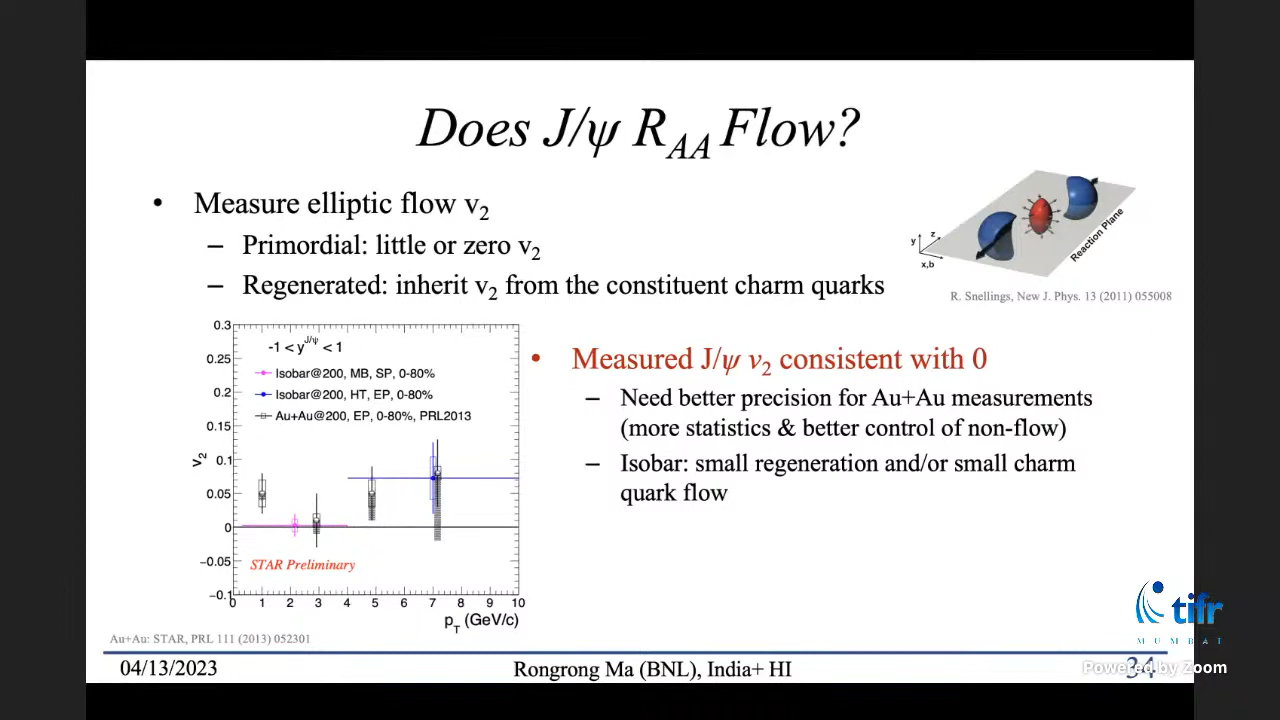 Does J/ψ R_AA Flow?
• Measure elliptic flow v₂
– Primordial: little or zero v₂
– Regenerated: inherit v₂ from the constituent charm quarks
y
z
x,b
Reaction Plane
R. Snellings, New J. Phys. 13 (2011) 055008
0.3
0.25
0.2
0.15
0.1
0.05
0
−0.05
−0.1
v₂
-1 < y^J/ψ < 1
Isobar@200, MB, SP, 0-80%
Isobar@200, HT, EP, 0-80%
Au+Au@200, EP, 0-80%, PRL2013
STAR Preliminary
0 1 2 3 4 5 6 7 8 9 10
p_T (GeV/c)
• Measured J/ψ v₂ consistent with 0
– Need better precision for Au+Au measurements
(more statistics & better control of non-flow)
– Isobar: small regeneration and/or small charm
quark flow
Au+Au: STAR, PRL 111 (2013) 052301
tifr
MUMBAI
04/13/2023
Rongrong Ma (BNL), India+ HI
34
Powered by Zoom